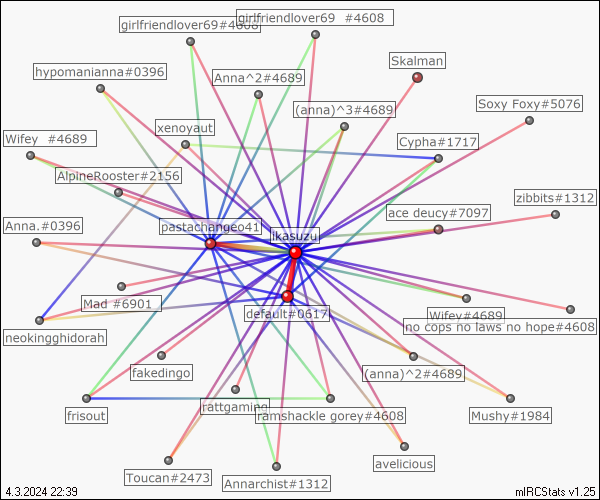 girlfriendlover69 #4608
girlfriendlover69#4608
Skalman
hypomanianna#0396
Anna^2#4689
Soxy Foxy#5076
(anna)^3#4689
xenoyaut
Wifey #4689
Cypha#1717
AlpineRooster#2156
zibbits#1312
ace deucy#7097
Anna.#0396
pastachangeo41
ikasuzu
Mad #6901
default#0617
Wifey#4689
no cops no laws no hope#4608
neokingghidorah
fakedingo
(anna)^2#4689
frisout
rattgaming
ramshackle gorey#4608
Mushy#1984
avelicious
Toucan#2473
Annarchist#1312
4.3.2024 22:39
mIRCStats v1.25